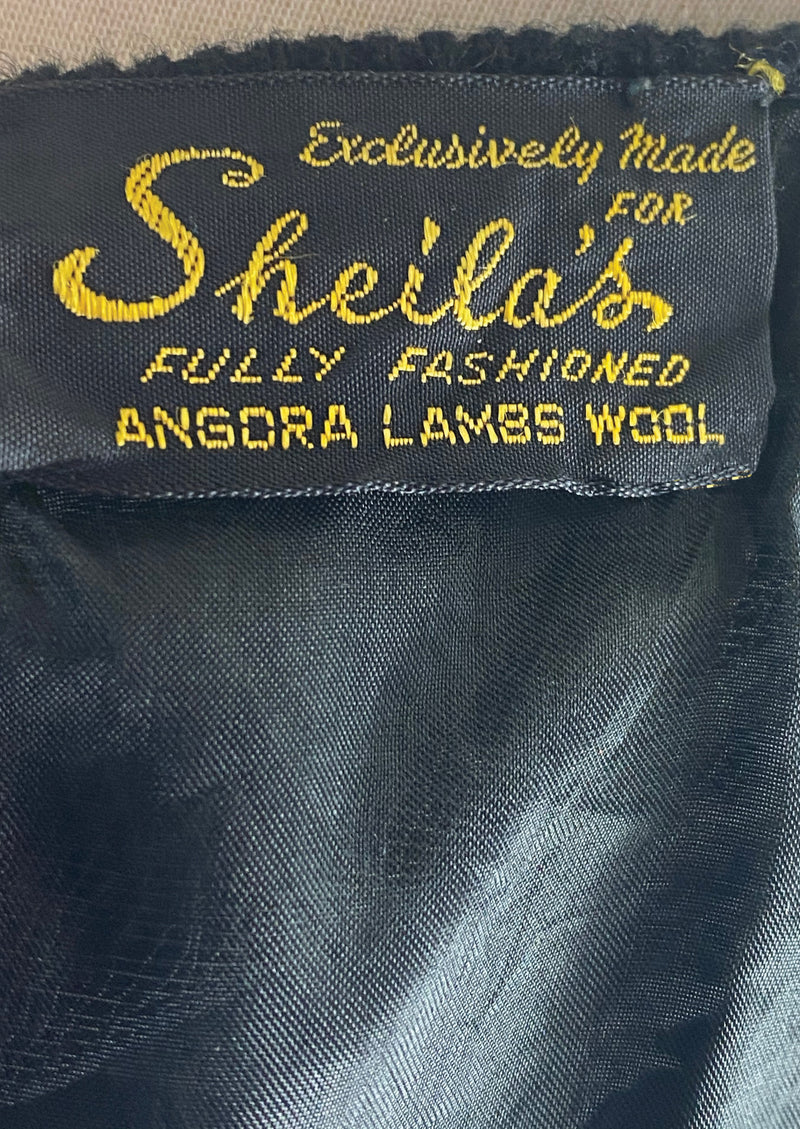 Exclusively Made
FOR
Sheila's
FULLY FASHIONED
ANGORA LAMBS WOOL